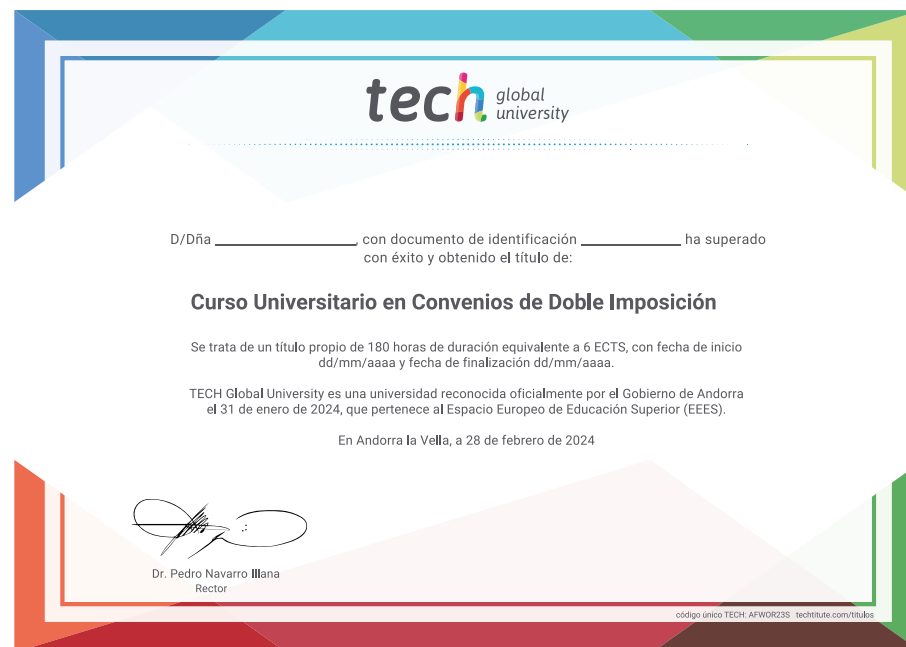 tech global university
D/Dña ________________, con documento de identificación ____________ ha superado
con éxito y obtenido el título de:
Curso Universitario en Convenios de Doble Imposición
Se trata de un título propio de 180 horas de duración equivalente a 6 ECTS, con fecha de inicio
dd/mm/aaaa y fecha de finalización dd/mm/aaaa.
TECH Global University es una universidad reconocida oficialmente por el Gobierno de Andorra
el 31 de enero de 2024, que pertenece al Espacio Europeo de Educación Superior (EEES).
En Andorra la Vella, a 28 de febrero de 2024
Dr. Pedro Navarro Illana
Rector
código único TECH: AFWOR23S techtitute.com/titulos